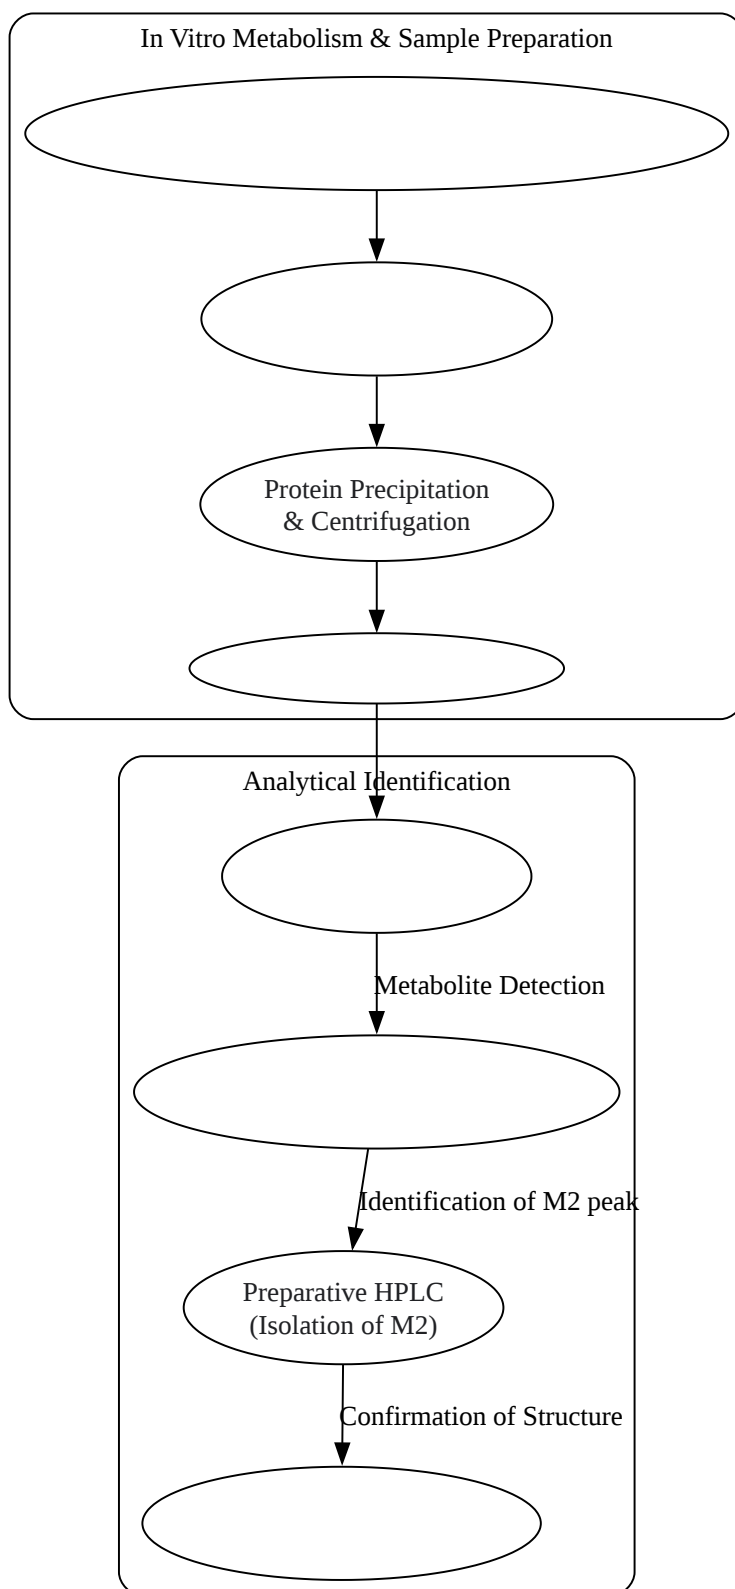 In Vitro Metabolism & Sample Preparation
Protein Precipitation
& Centrifugation
Analytical Identification
Metabolite Detection
Identification of M2 peak
Preparative HPLC
(Isolation of M2)
Confirmation of Structure